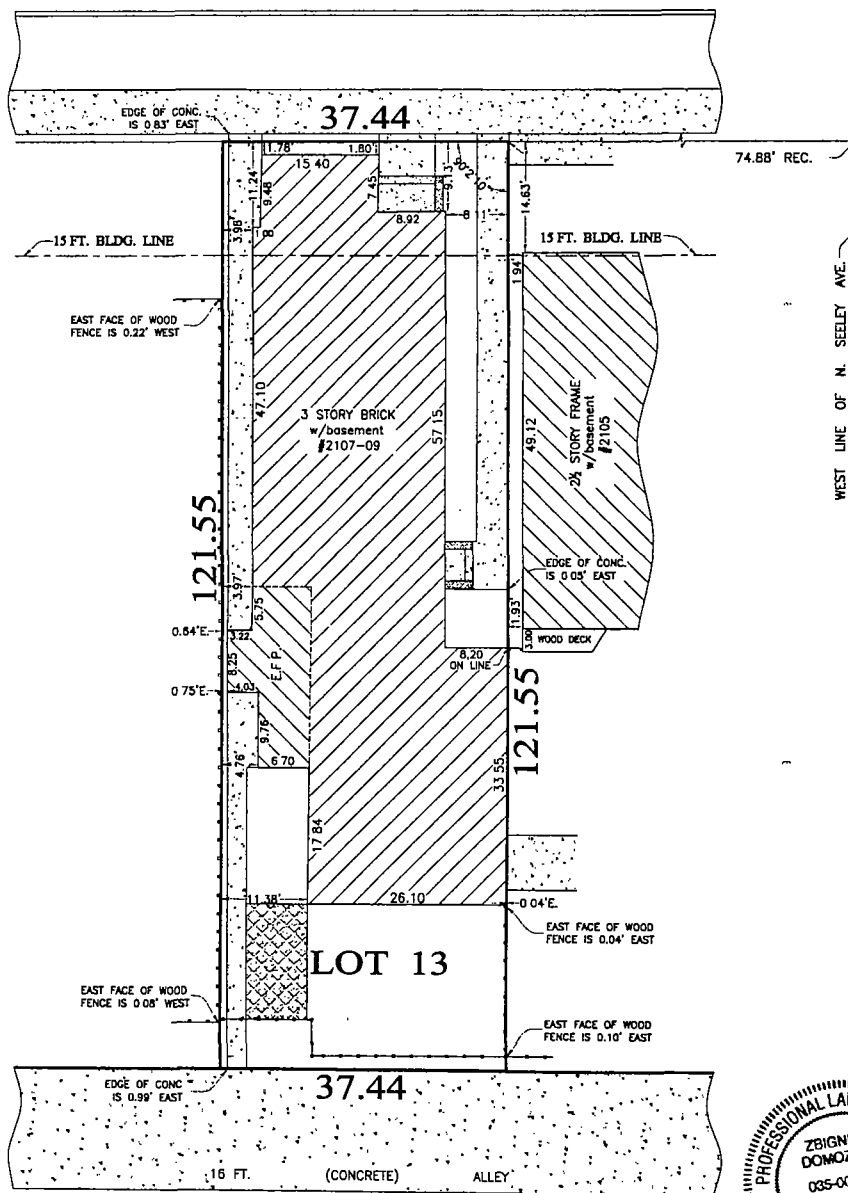 EDGE OF CONC.
IS 0.83' EAST
37.44
74.88' REC.
1.78'
1.80'
15 40
90°2'10"
11.24'
9.48
7.45
9.13'
8.92
8 11'
14.63'
3.98'
1 08
15 FT. BLDG. LINE
15 FT. BLDG. LINE
1 94'
WEST LINE OF N. SEELEY AVE.
EAST FACE OF WOOD
FENCE IS 0.22' WEST
47.10
3 STORY BRICK
w/basement
#2107-09
57 15
49.12
2½ STORY FRAME
w/basement
#2105
121.55
EDGE OF CONC.
IS 0 05' EAST
3.97'
5.75
1.93'
0.64'E.
3.22
3.00
WOOD DECK
8.20
ON LINE
8.25
E.F.P.
0 75'E.
4.03
121.55
9.76
4.76'
6 70
33 55
17 84
11 38'
26.10
0 04'E.
EAST FACE OF WOOD
FENCE IS 0.04' EAST
LOT 13
EAST FACE OF WOOD
FENCE IS 0 08' WEST
EAST FACE OF WOOD
FENCE IS 0.10' EAST
EDGE OF CONC
IS 0.99' EAST
37.44
16 FT. (CONCRETE) ALLEY
PROFESSIONAL LA
ZBIGN
DOMOZ
035-00